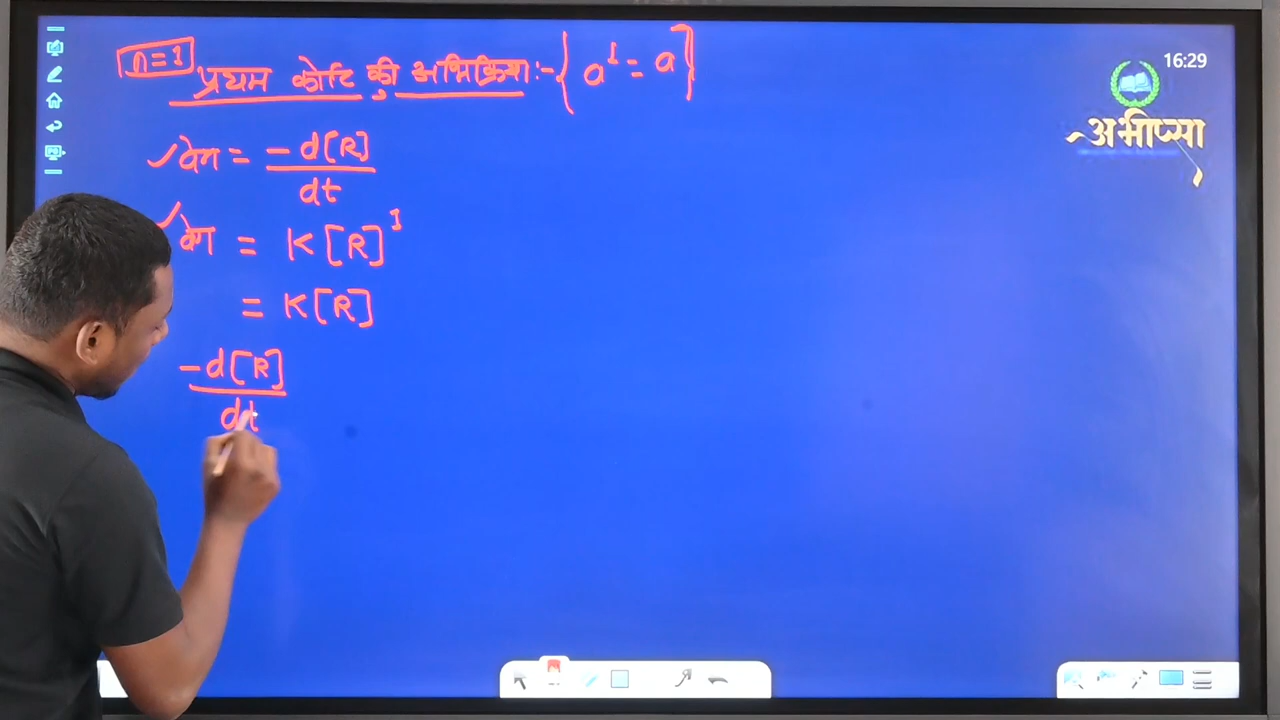 n=1 प्रथम कोटि की अभिक्रिया:- { a¹ = a }
वेग = -d[R]/dt
वेग = K[R]¹
= K[R]
-d[R]/dt
16:29
अभीप्सा